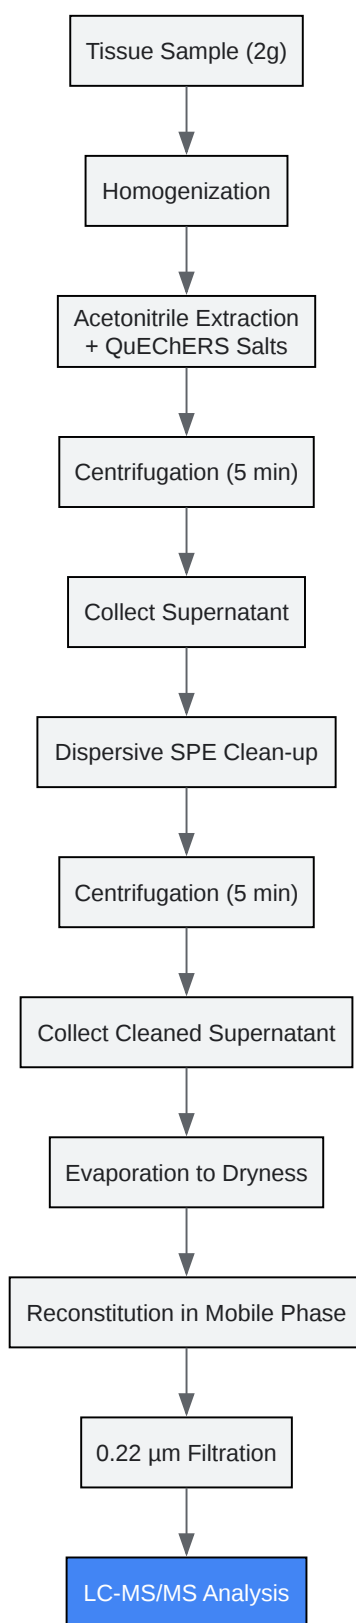 Tissue Sample (2g)
Homogenization
Acetonitrile Extraction
+ QuEChERS Salts
Centrifugation (5 min)
Collect Supernatant
Dispersive SPE Clean-up
Centrifugation (5 min)
Collect Cleaned Supernatant
Evaporation to Dryness
Reconstitution in Mobile Phase
0.22 µm Filtration
LC-MS/MS Analysis